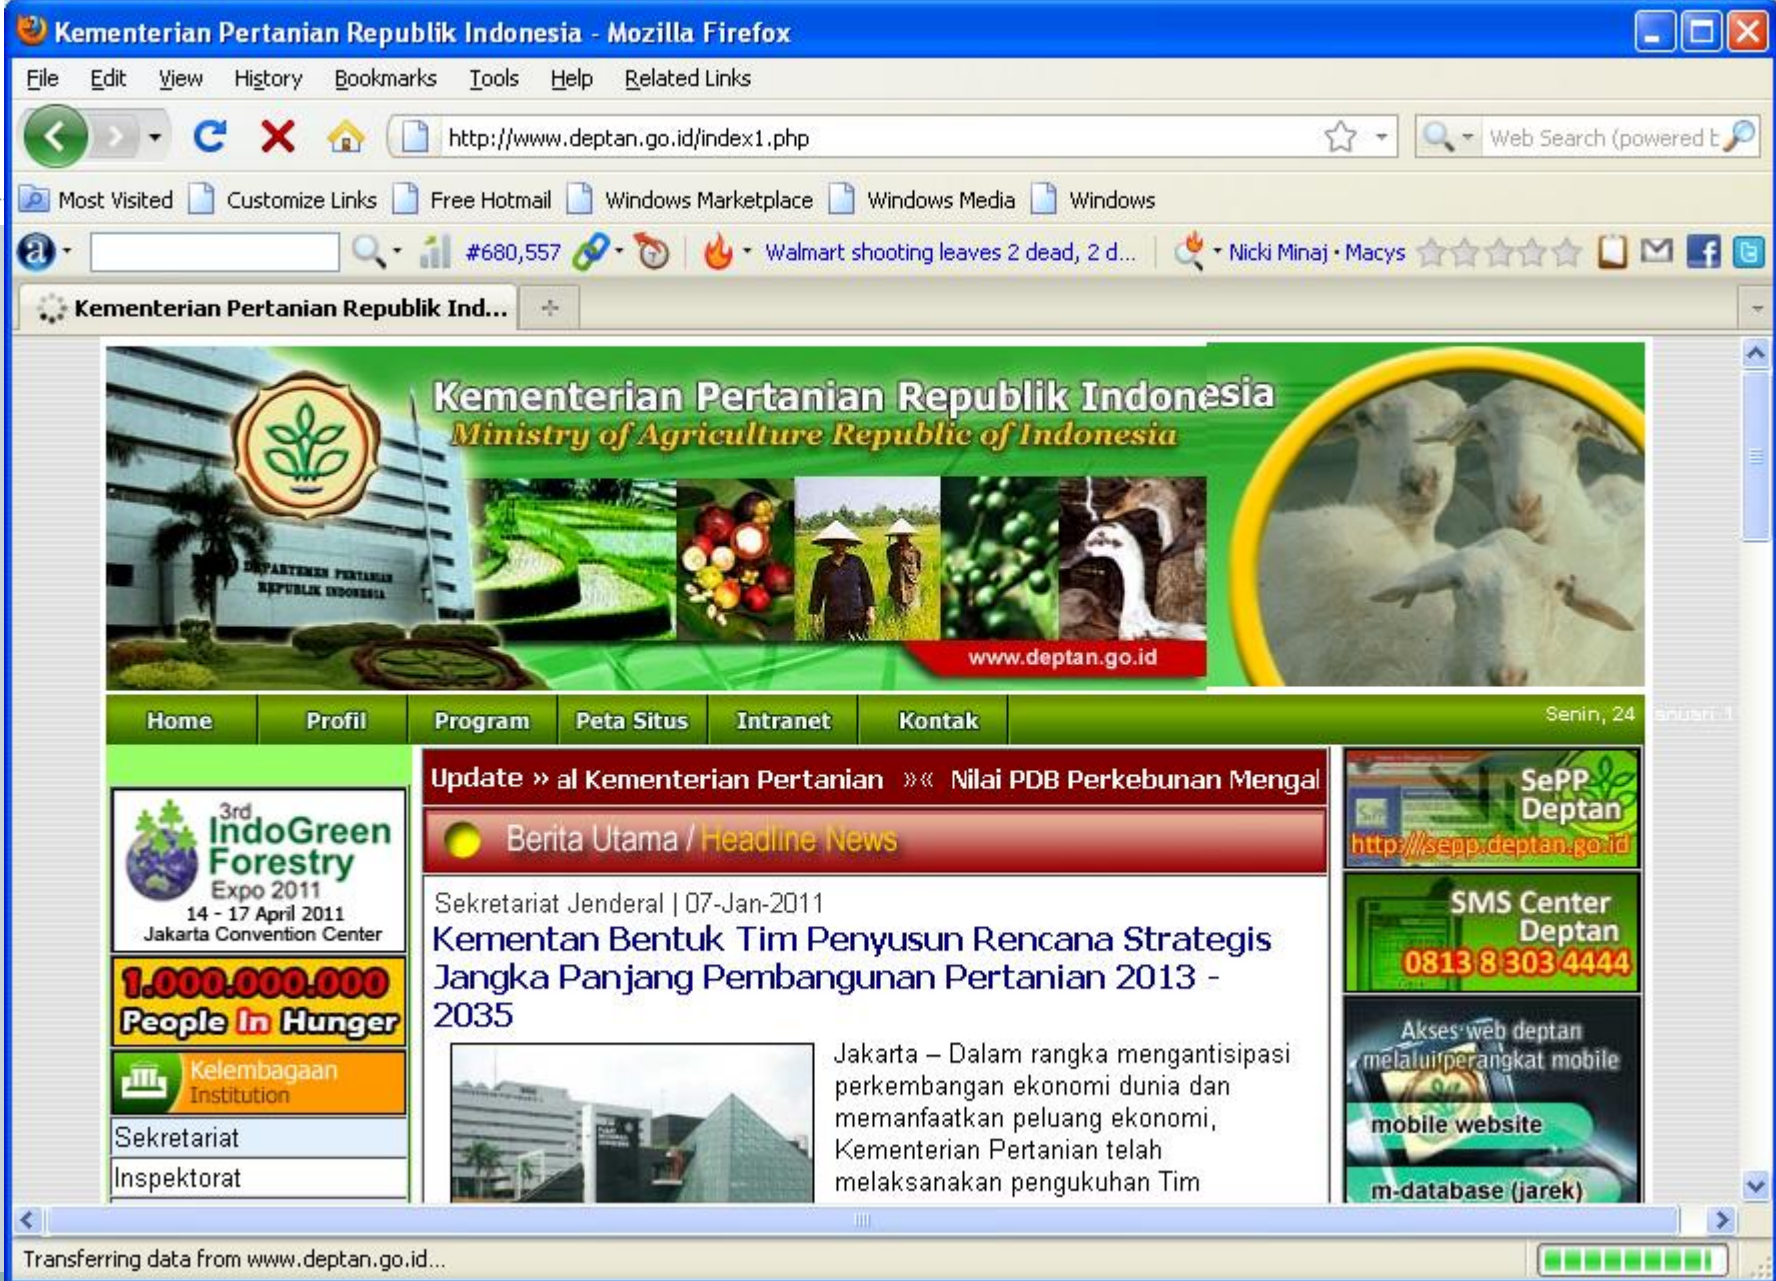 Kementerian Pertanian Republik Indonesia - Mozilla Firefox
File Edit View History Bookmarks Tools Help Related Links
http://www.deptan.go.id/index1.php
Web Search (powered b
Most Visited Customize Links Free Hotmail Windows Marketplace Windows Media Windows
a #680,557 Walmart shooting leaves 2 dead, 2 d... Nicki Minaj • Macys
Kementerian Pertanian Republik Ind...
Kementerian Pertanian Republik Indonesia
Ministry of Agriculture Republic of Indonesia
DEPARTEMEN PERTANIAN
REPUBLIK INDONESIA
www.deptan.go.id
Home Profil Program Peta Situs Intranet Kontak Senin, 24 anuari 1
Update » al Kementerian Pertanian »« Nilai PDB Perkebunan Mengal
Berita Utama / Headline News
Sekretariat Jenderal | 07-Jan-2011
Kementan Bentuk Tim Penyusun Rencana Strategis
Jangka Panjang Pembangunan Pertanian 2013 -
2035
Jakarta – Dalam rangka mengantisipasi
perkembangan ekonomi dunia dan
memanfaatkan peluang ekonomi,
Kementerian Pertanian telah
melaksanakan pengukuhan Tim
3rd
IndoGreen
Forestry
Expo 2011
14 - 17 April 2011
Jakarta Convention Center
1.000.000.000
People In Hunger
Kelembagaan
Institution
Sekretariat
Inspektorat
SePP
Deptan
http://sepp.deptan.go.id
SMS Center
Deptan
0813 8 303 4444
Akses web deptan
melalui perangkat mobile
mobile website
m-database (jarek)
Transferring data from www.deptan.go.id...